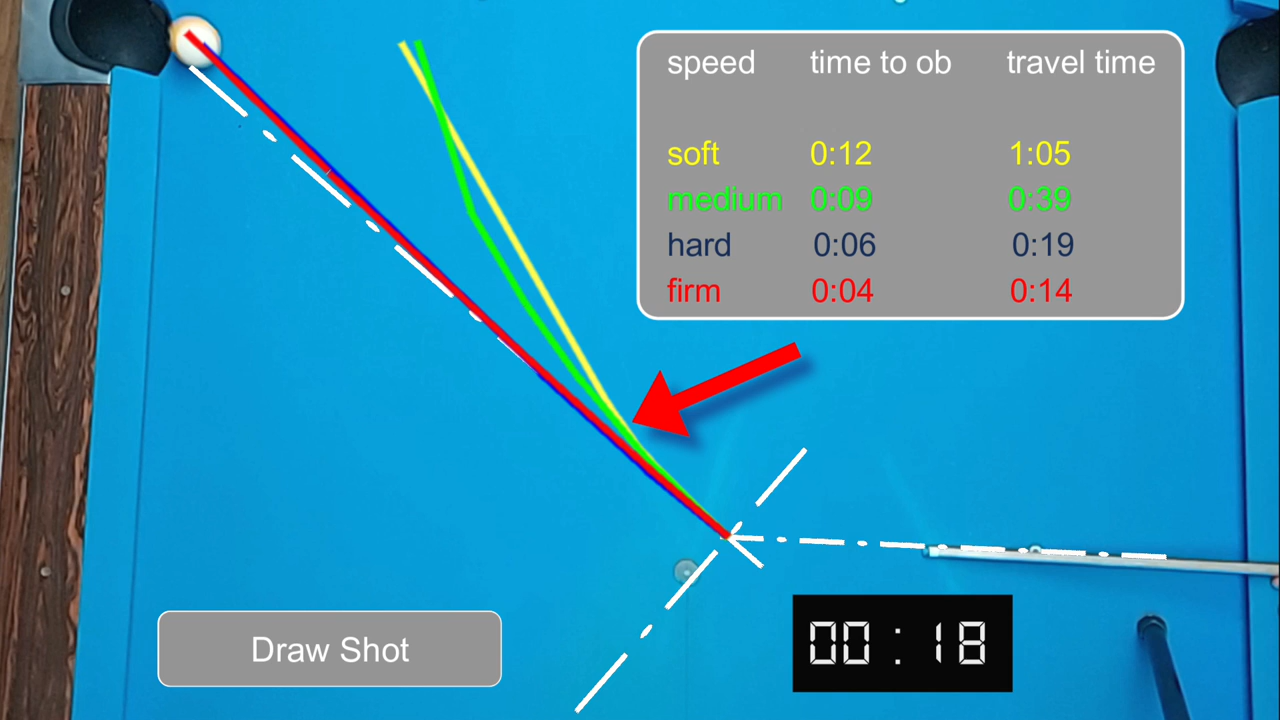 speed time to ob travel time
soft 0:12 1:05
medium 0:09 0:39
hard 0:06 0:19
firm 0:04 0:14
Draw Shot
00:18